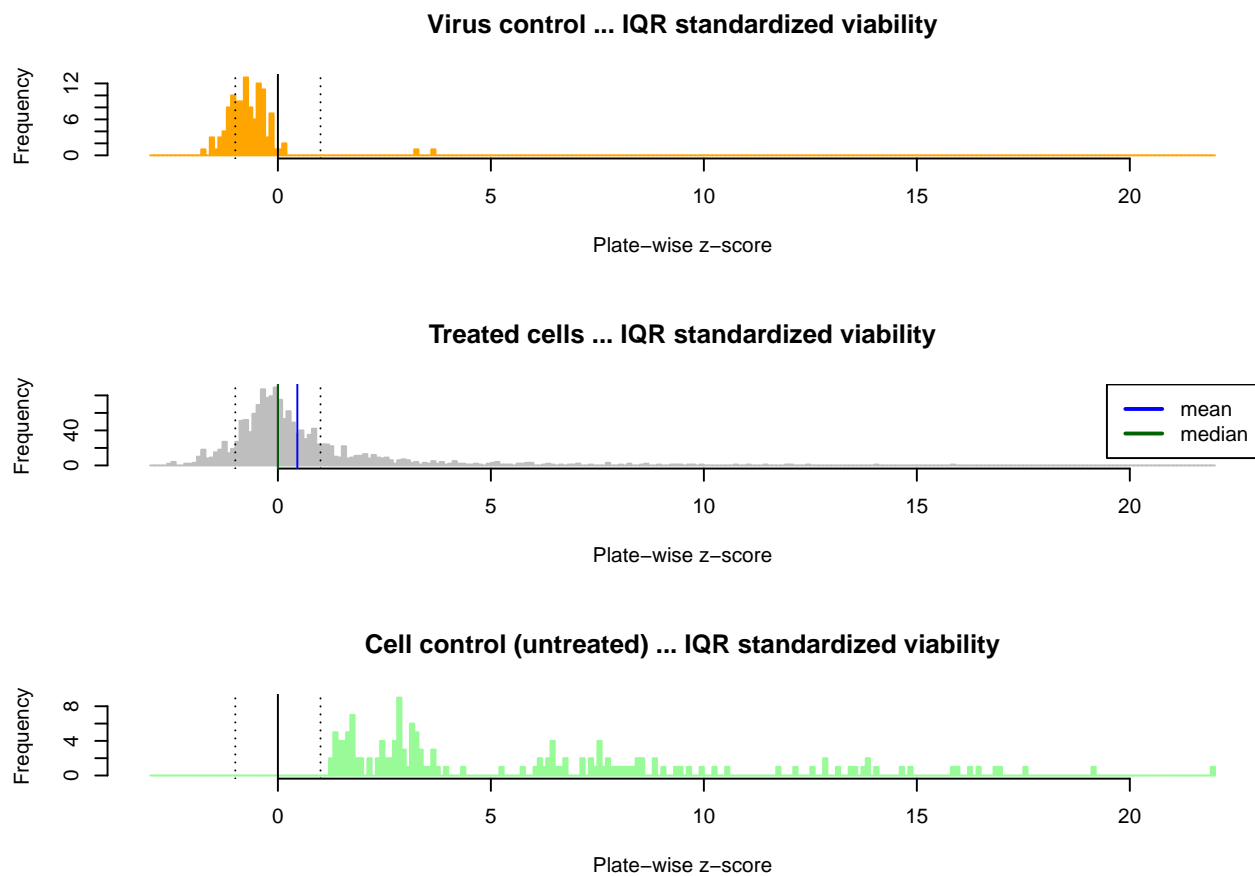 Virus control ... IQR standardized viability
Frequency
0 6 12
0 5 10 15 20
Plate−wise z−score
Treated cells ... IQR standardized viability
Frequency
0 40
mean
median
0 5 10 15 20
Plate−wise z−score
Cell control (untreated) ... IQR standardized viability
Frequency
0 4 8
0 5 10 15 20
Plate−wise z−score